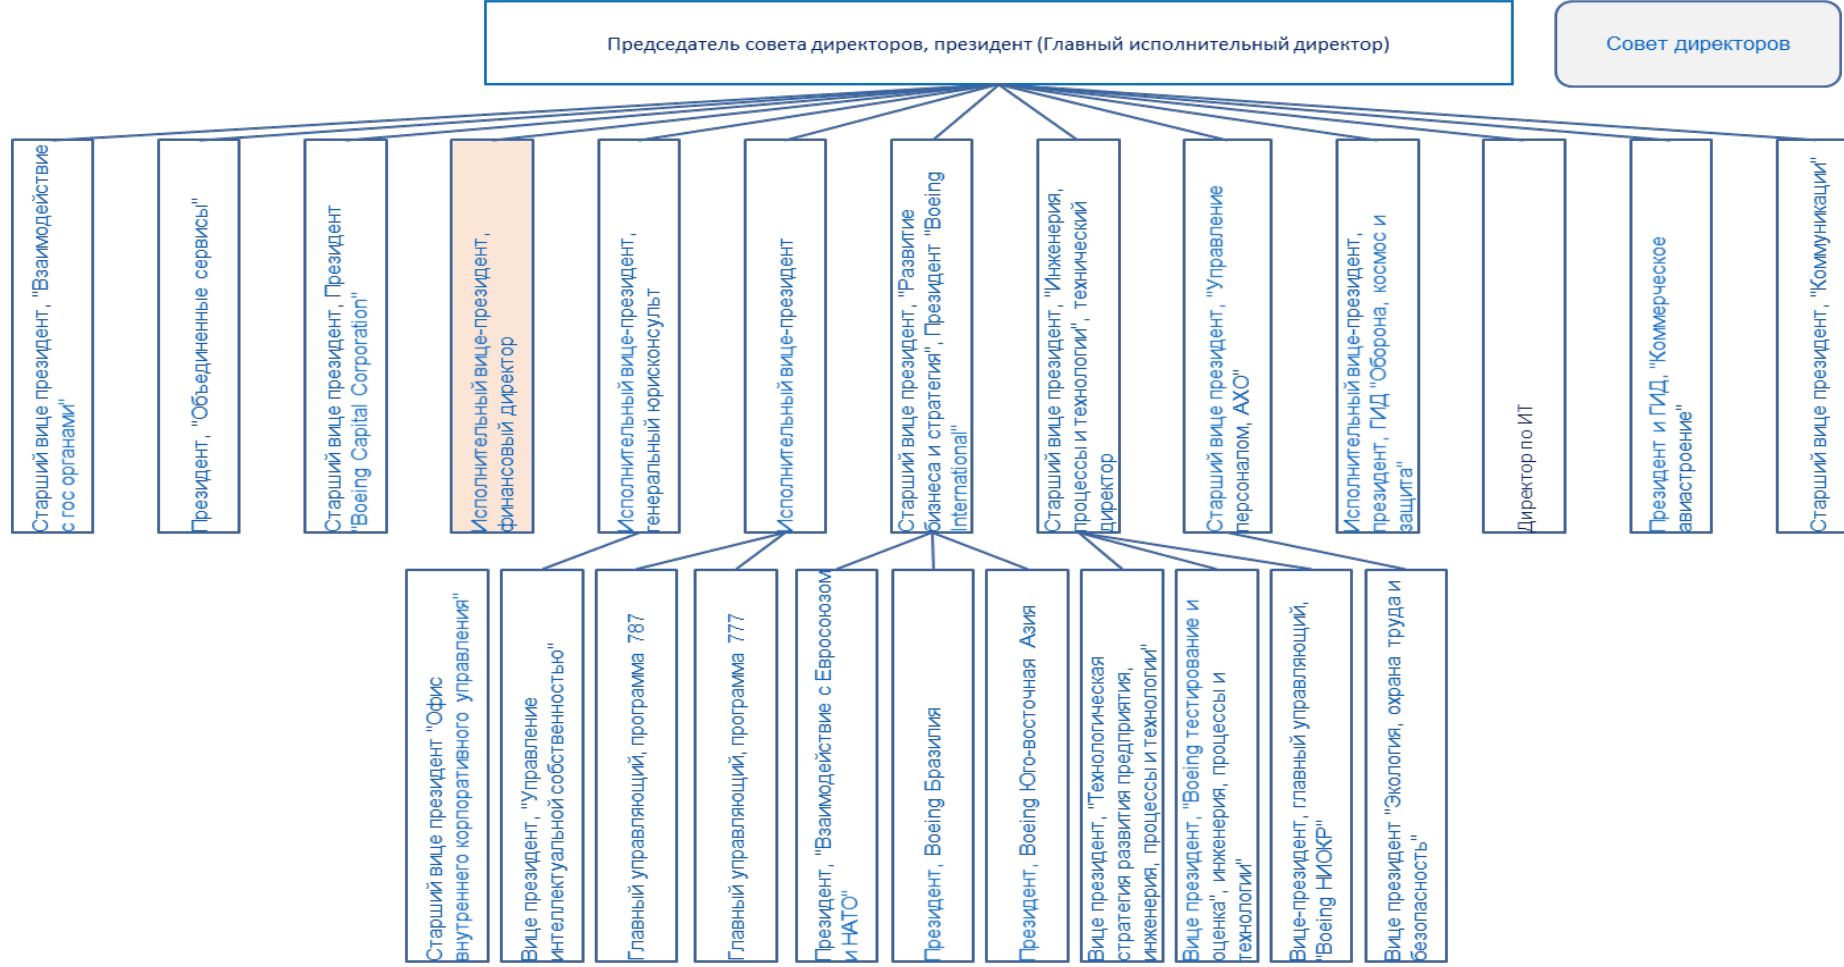 Председатель совета директоров, президент (Главный исполнительный директор)
Совет директоров
Старший вице президент, "Взаимодействие
с гос органами"
Президент, "Объединенные сервисы"
Старший вице президент, Президент
"Boeing Capital Corporation"
Исполнительный вице-президент,
финансовый директор
Исполнительный вице-президент,
генеральный юрисконсульт
Исполнительный вице-президент
Старший вице президент, "Развитие
бизнеса и стратегия", Президент "Boeing
International"
Старший вице президент, "Инженерия,
процессы и технологии", технический
директор
Старший вице президент, "Управление
персоналом, АХО"
Исполнительный вице-президент,
президент, ГИД "Оборона, космос и
защита"
Директор по ИТ
Президент и ГИД, "Коммерческое
авиастроение"
Старший вице президент, "Коммуникации"
Старший вице президент "Офис
внутреннего корпоративного управления"
Вице президент, "Управление
интеллектуальной собственностью"
Главный управляющий, программа 787
Главный управляющий, программа 777
Президент, "Взаимодействие с Евросоюзом
и НАТО"
Президент, Boeing Бразилия
Президент, Boeing Юго-восточная Азия
Вице президент, "Технологическая
стратегия развития предприятия,
инженерия, процессы и технологии"
Вице президент, "Boeing тестирование и
оценка", инженерия, процессы и
технологии"
Вице-президент, главный управляющий,
"Boeing НИОКР"
Вице президент "Экология, охрана труда и
безопасность"